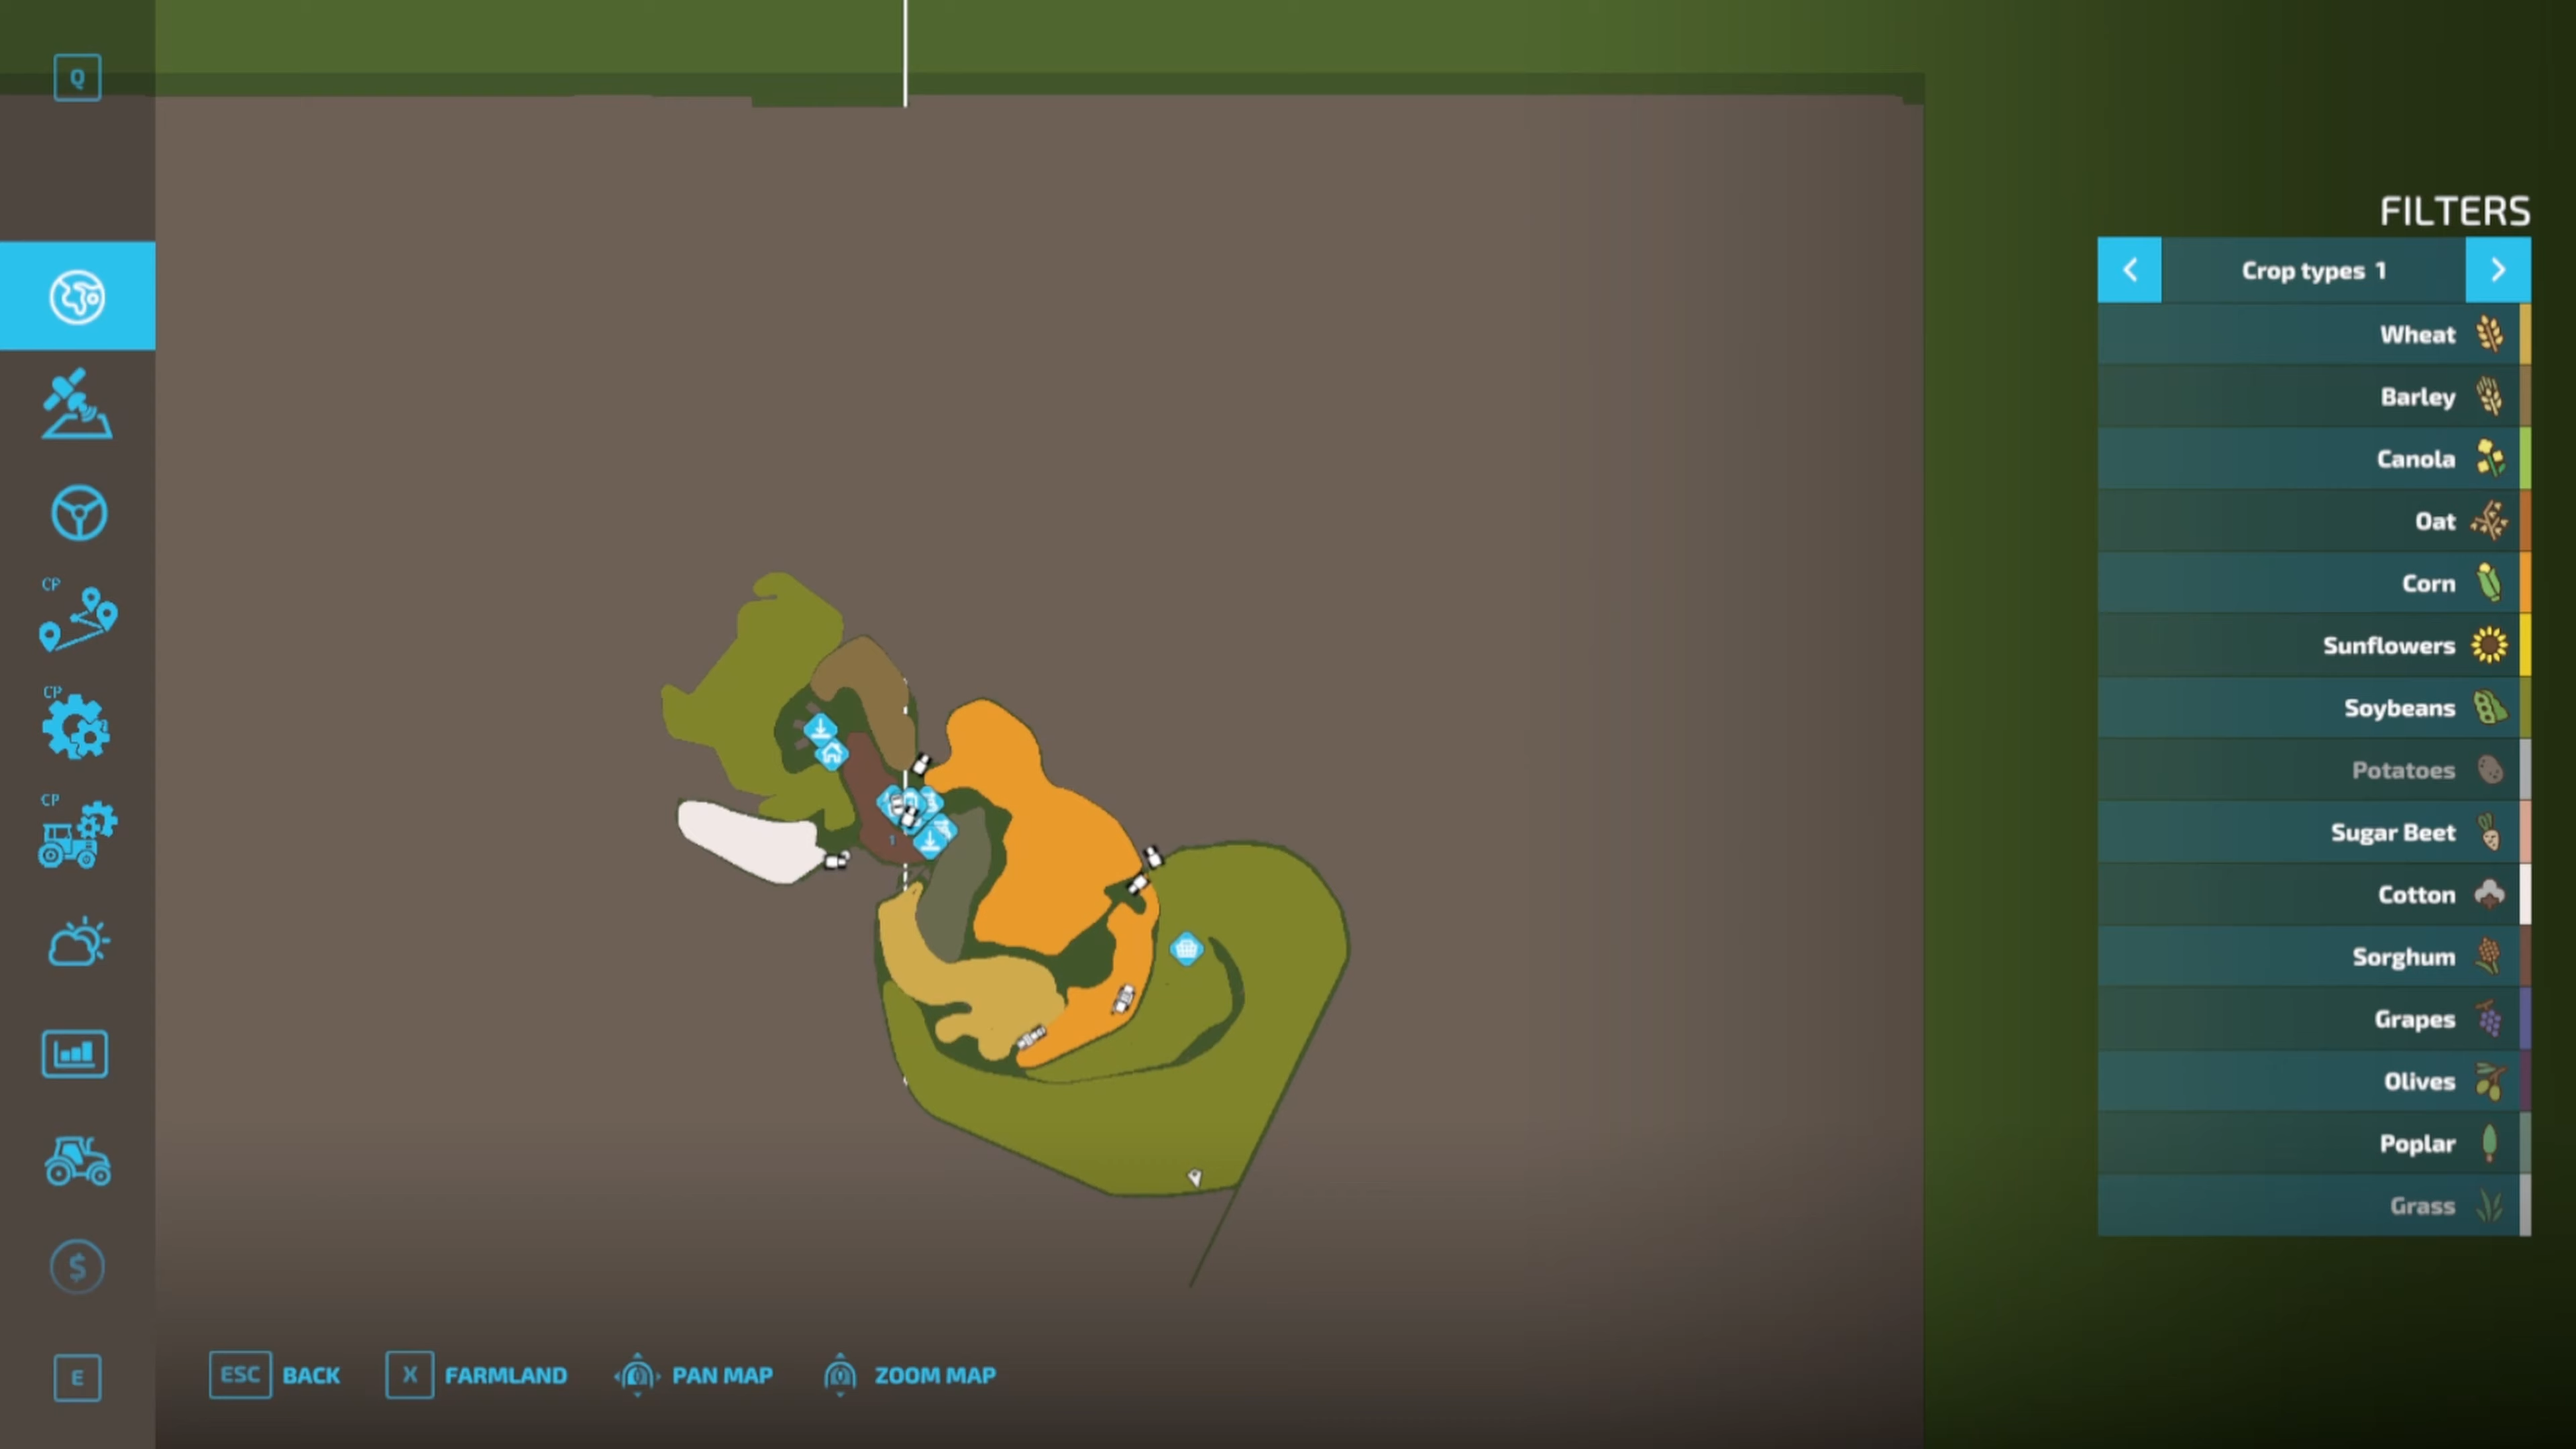 Q
FILTERS
Crop types 1
Wheat
Barley
Canola
Oat
Corn
Sunflowers
CP
Soybeans
CP
Potatoes
CP
Sugar Beet
1
Cotton
Sorghum
Grapes
Olives
Poplar
Grass
$
E
ESC BACK X FARMLAND PAN MAP ZOOM MAP